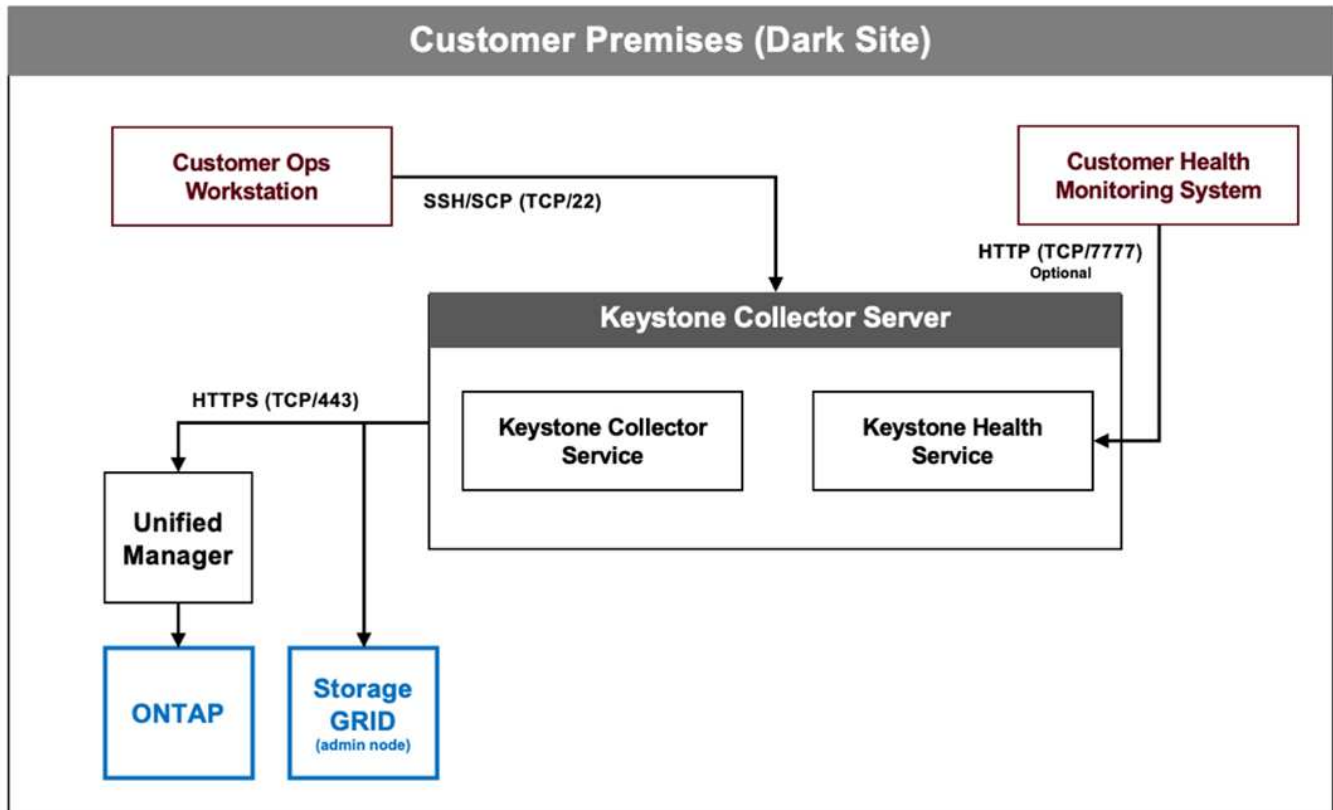 Customer Premises (Dark Site)
Customer Ops
Workstation
Customer Health
Monitoring System
SSH/SCP (TCP/22)
HTTP (TCP/7777)
Optional
Keystone Collector Server
HTTPS (TCP/443)
Keystone Collector
Service
Keystone Health
Service
Unified
Manager
ONTAP
Storage
GRID
(admin node)